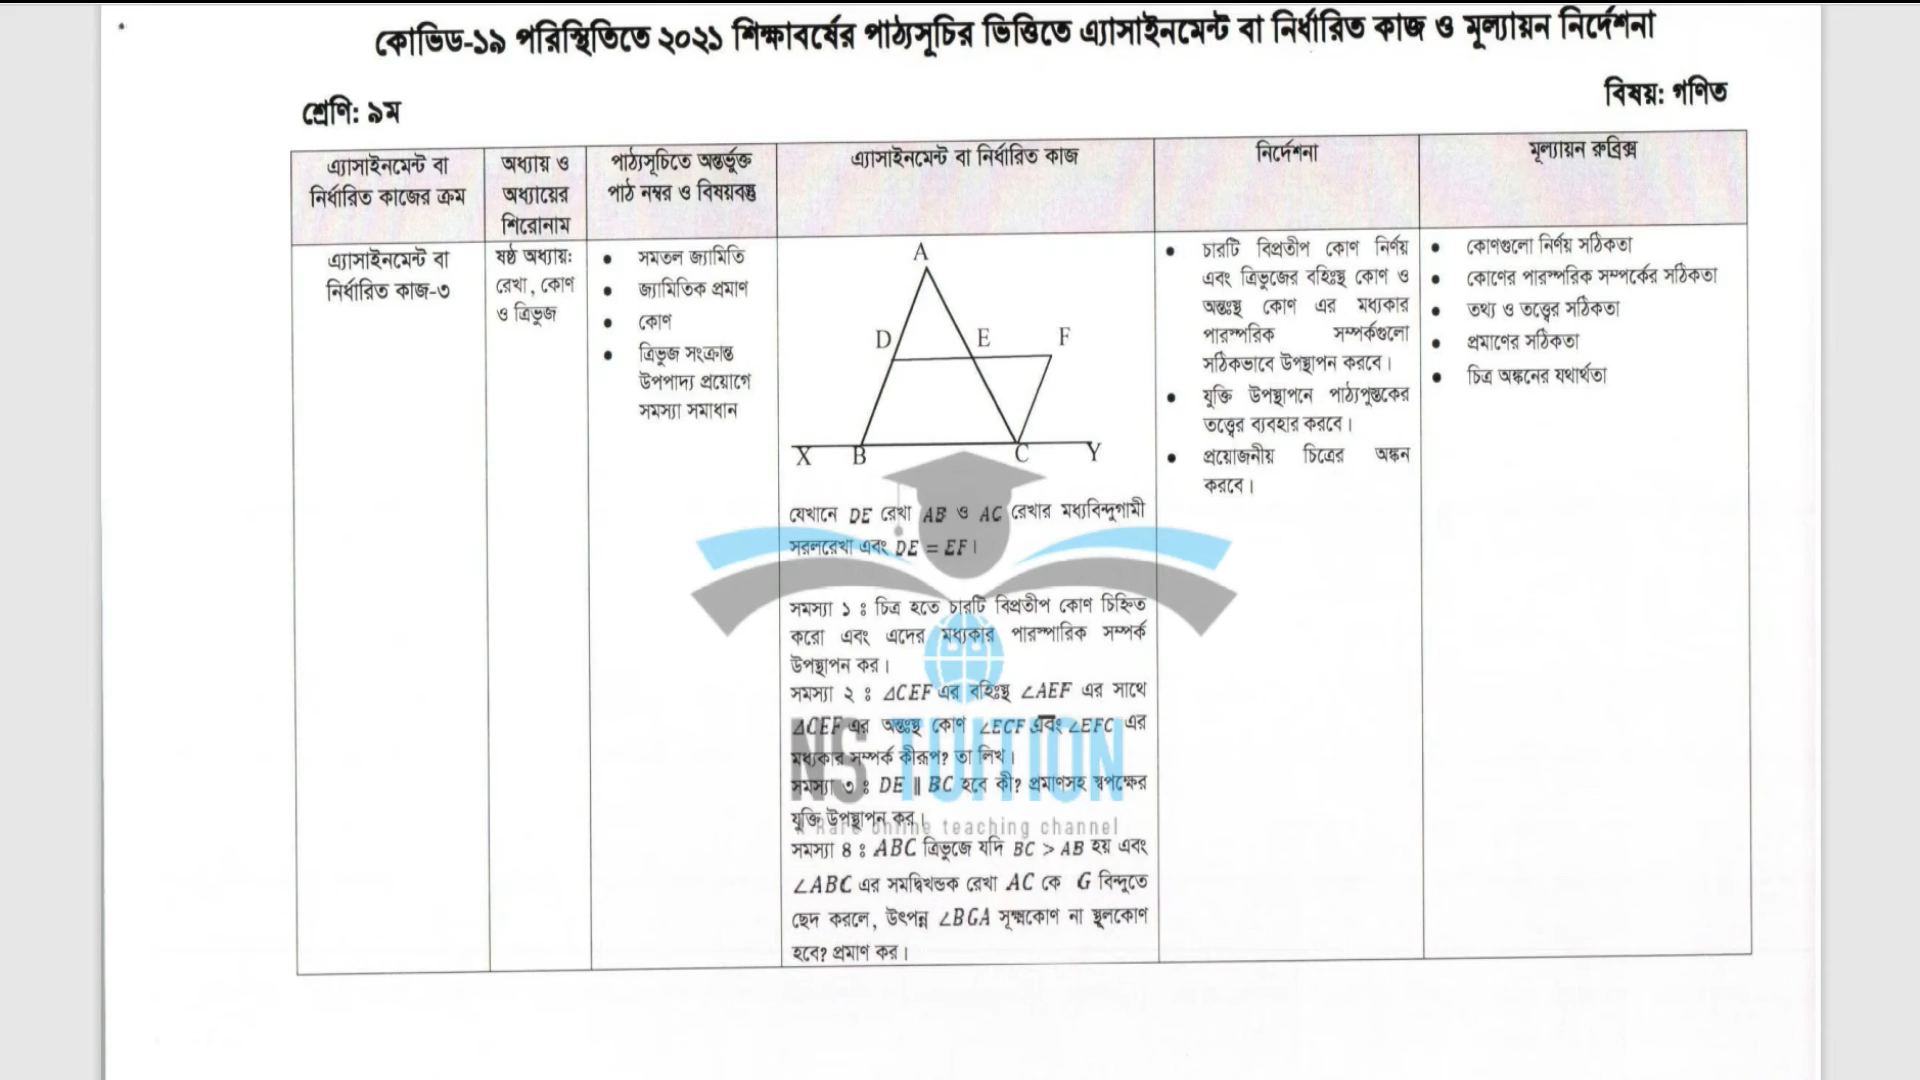 কোভিড-১৯ পরিস্থিতিতে ২০২১ শিক্ষাবর্ষের পাঠ্যসূচির ভিত্তিতে এ্যাসাইনমেন্ট বা নির্ধারিত কাজ ও মূল্যায়ন নির্দেশনা
শ্রেণি: ৯ম
বিষয়: গণিত
এ্যাসাইনমেন্ট বা
নির্ধারিত কাজের ক্রম
অধ্যায় ও
অধ্যায়ের
শিরোনাম
পাঠ্যসূচিতে অন্তর্ভুক্ত
পাঠ নম্বর ও বিষয়বস্তু
এ্যাসাইনমেন্ট বা নির্ধারিত কাজ
নির্দেশনা
মূল্যায়ন রুব্রিক্স
এ্যাসাইনমেন্ট বা
নির্ধারিত কাজ-৩
ষষ্ঠ অধ্যায়:
রেখা, কোণ
ও ত্রিভুজ
• সমতল জ্যামিতি
• জ্যামিতিক প্রমাণ
• কোণ
• ত্রিভুজ সংক্রান্ত
উপপাদ্য প্রয়োগে
সমস্যা সমাধান
A
D
E
F
X
B
C
Y
যেখানে DE রেখা AB ও AC রেখার মধ্যবিন্দুগামী
সরলরেখা এবং DE = EF।
সমস্যা ১ ঃ চিত্র হতে চারটি বিপ্রতীপ কোণ চিহ্নিত
করো এবং এদের মধ্যকার পারস্পারিক সম্পর্ক
উপস্থাপন কর।
সমস্যা ২ ঃ △CEF এর বহিঃস্থ ∠AEF এর সাথে
△CEF এর অন্তঃস্থ কোণ ∠ECF এবং ∠EFC এর
মধ্যকার সম্পর্ক কীরূপ? তা লিখ।
সমস্যা ৩ ঃ DE ∥ BC হবে কী? প্রমাণসহ স্বপক্ষের
যুক্তি উপস্থাপন কর।
সমস্যা ৪ ঃ ABC ত্রিভুজে যদি BC > AB হয় এবং
∠ABC এর সমদ্বিখন্ডক রেখা AC কে G বিন্দুতে
ছেদ করলে, উৎপন্ন ∠BGA সূক্ষ্মকোণ না স্থূলকোণ
হবে? প্রমাণ কর।
• চারটি বিপ্রতীপ কোণ নির্ণয়
এবং ত্রিভুজের বহিঃস্থ কোণ ও
অন্তঃস্থ কোণ এর মধ্যকার
পারস্পরিক সম্পর্কগুলো
সঠিকভাবে উপস্থাপন করবে।
• যুক্তি উপস্থাপনে পাঠ্যপুস্তকের
তত্ত্বের ব্যবহার করবে।
• প্রয়োজনীয় চিত্রের অঙ্কন
করবে।
• কোণগুলো নির্ণয় সঠিকতা
• কোণের পারস্পরিক সম্পর্কের সঠিকতা
• তথ্য ও তত্ত্বের সঠিকতা
• প্রমাণের সঠিকতা
• চিত্র অঙ্কনের যথার্থতা
NS TUITION
online teaching channel